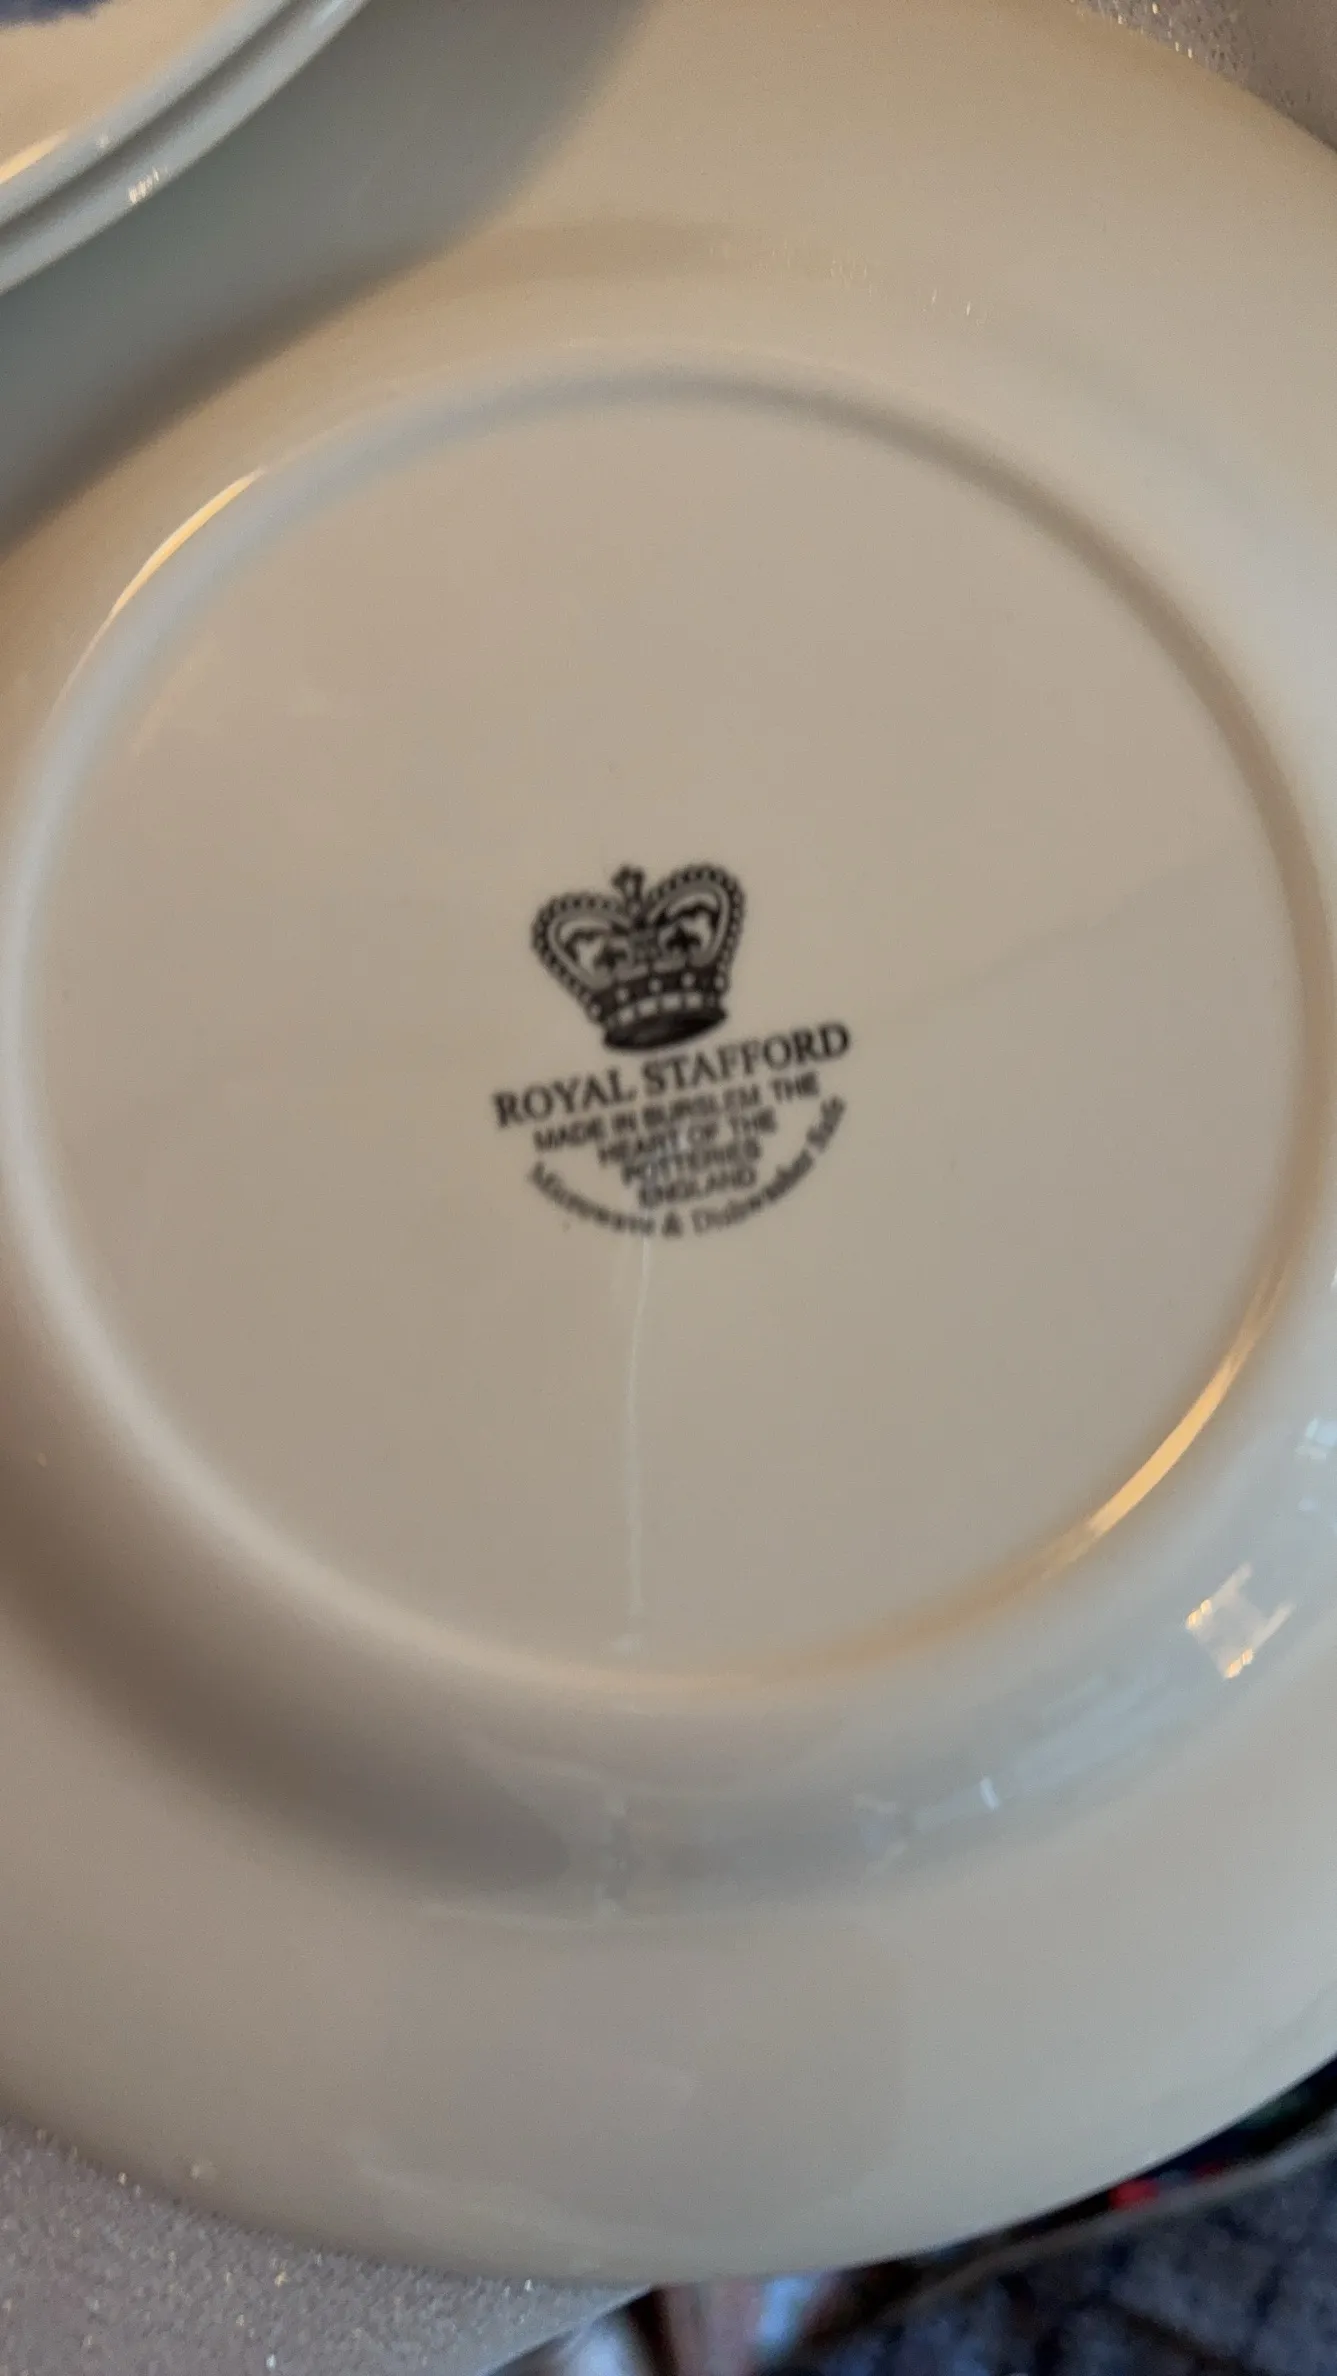 ROYAL STAFFORD
MADE IN BURSLEM THE
HEART OF THE
POTTERIES
ENGLAND
Microwave & Dishwasher Safe